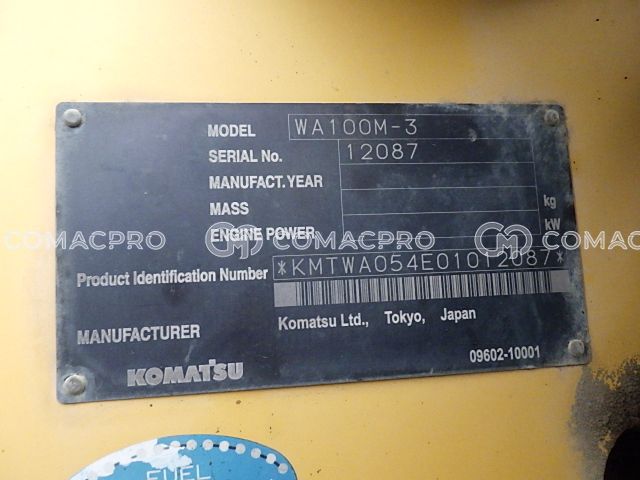 MODEL WA100M-3
SERIAL No. 12087
MANUFACT. YEAR
MASS kg
ENGINE POWER kW
COMACPRO COMACPRO COMACPRO
Product Identification Number *KMTWA054E01012087*
MANUFACTURER Komatsu Ltd., Tokyo, Japan
KOMATSU 09602-10001
FUEL